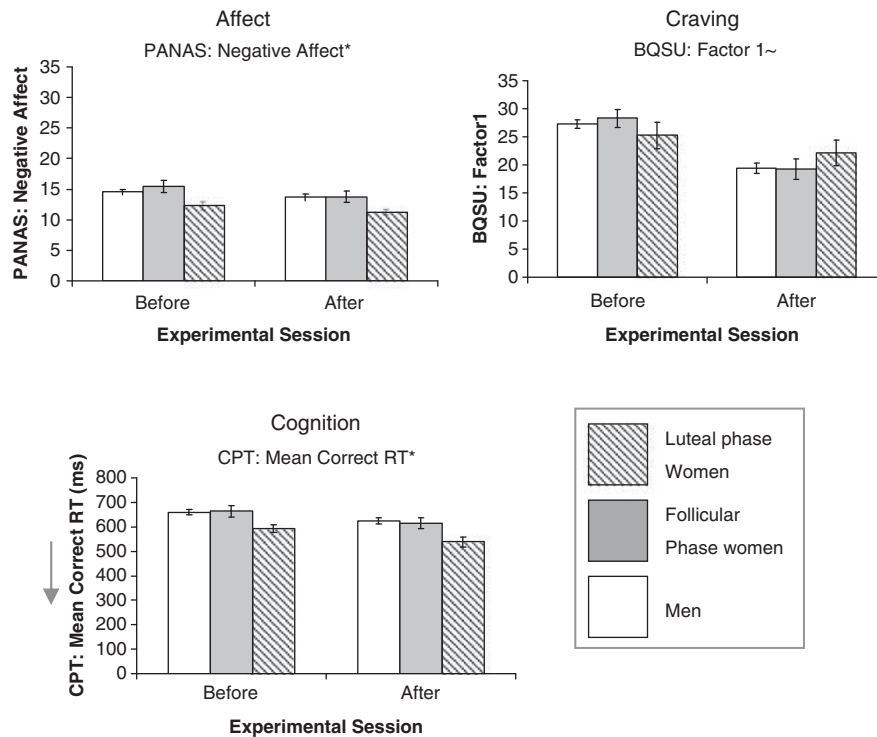 Affect
PANAS: Negative Affect*
35
30
25
20
15
10
5
0
PANAS: Negative Affect
Before
After
Experimental Session
Craving
BQSU: Factor 1~
35
30
25
20
15
10
5
0
BQSU: Factor1
Before
After
Experimental Session
Cognition
CPT: Mean Correct RT*
800
700
600
500
400
300
200
100
0
CPT: Mean Correct RT (ms)
Before
After
Experimental Session
Luteal phase
Women
Follicular
Phase women
Men